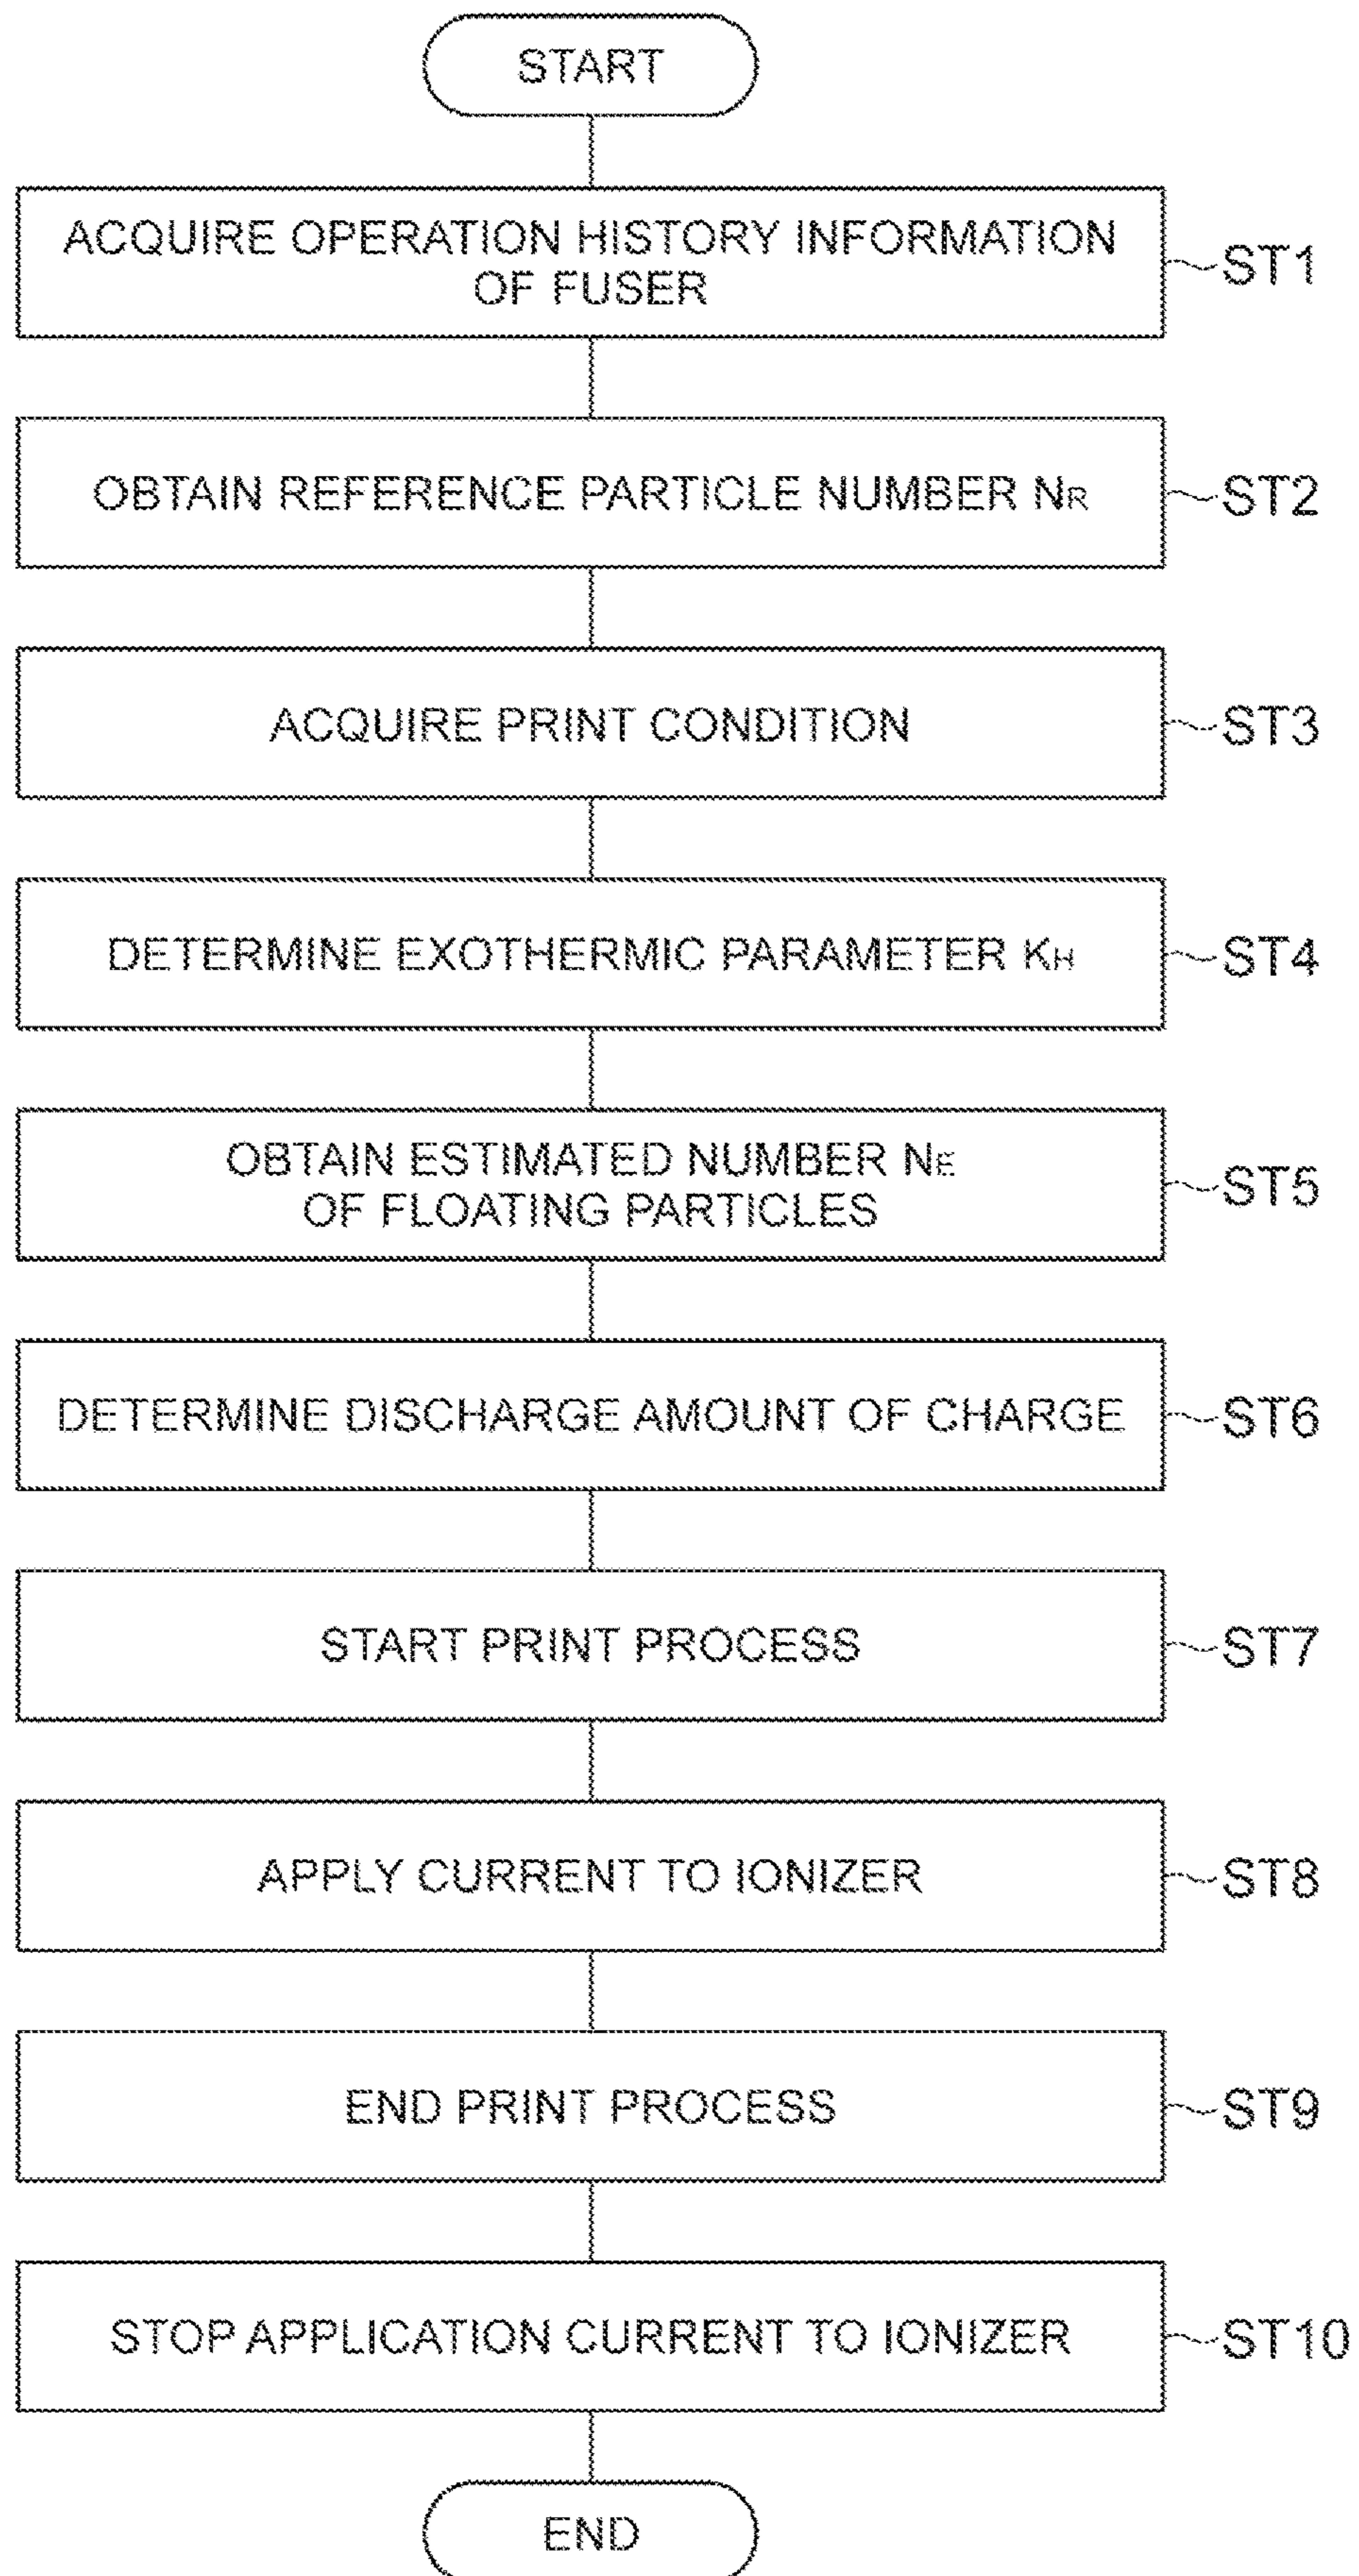 START
ACQUIRE OPERATION HISTORY INFORMATION
OF FUSER
ST1
OBTAIN REFERENCE PARTICLE NUMBER NR
ST2
ACQUIRE PRINT CONDITION
ST3
DETERMINE EXOTHERMIC PARAMETER KH
ST4
OBTAIN ESTIMATED NUMBER NE
OF FLOATING PARTICLES
ST5
DETERMINE DISCHARGE AMOUNT OF CHARGE
ST6
START PRINT PROCESS
ST7
APPLY CURRENT TO IONIZER
ST8
END PRINT PROCESS
ST9
STOP APPLICATION CURRENT TO IONIZER
ST10
END